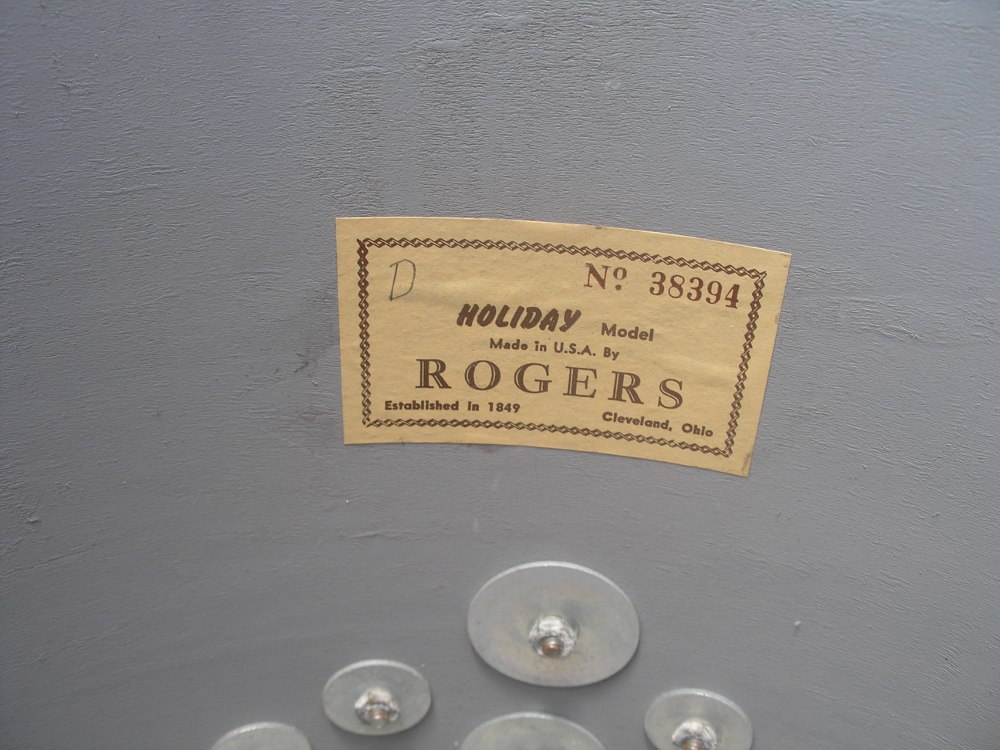 D
Nº 38394
HOLIDAY Model
Made in U.S.A. By
ROGERS
Established in 1849 Cleveland, Ohio